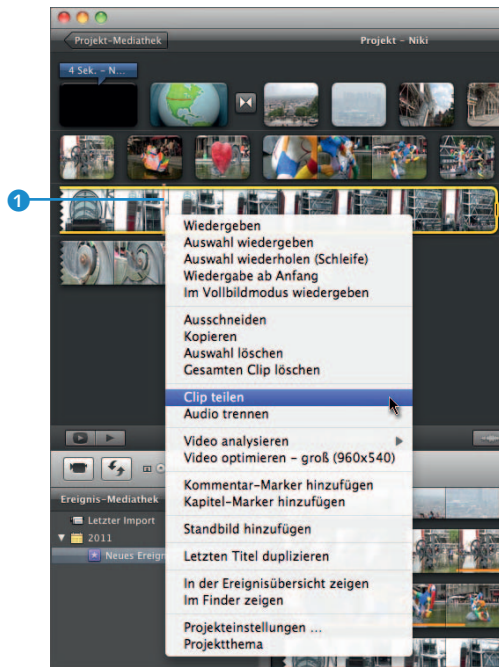 Projekt-Mediathek
Projekt – Niki
4 Sek. – N...
1
Wiedergeben
Auswahl wiedergeben
Auswahl wiederholen (Schleife)
Wiedergabe ab Anfang
Im Vollbildmodus wiedergeben
Ausschneiden
Kopieren
Auswahl löschen
Gesamten Clip löschen
Clip teilen
Audio trennen
Video analysieren
Video optimieren – groß (960x540)
Kommentar-Marker hinzufügen
Kapitel-Marker hinzufügen
Standbild hinzufügen
Letzten Titel duplizieren
In der Ereignisübersicht zeigen
Im Finder zeigen
Projekteinstellungen ...
Projektthema
Ereignis-Mediathek
Letzter Import
2011
Neues Ereign